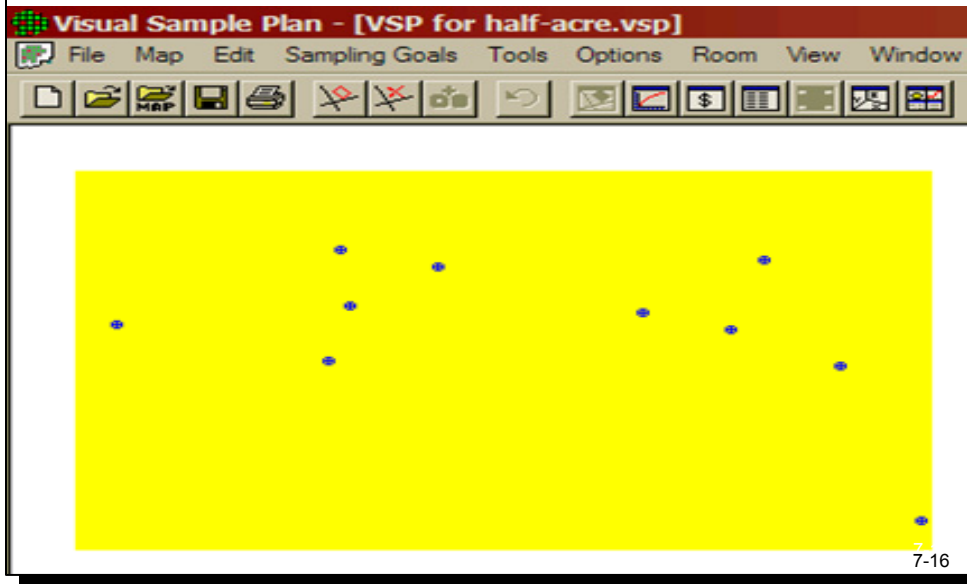 Visual Sample Plan - [VSP for half-acre.vsp]
File Map Edit Sampling Goals Tools Options Room View Window
MAP $
7-16